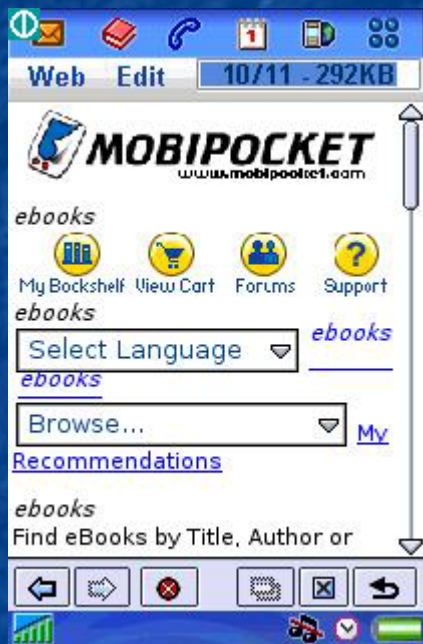 1
Web Edit 10/11 - 292KB
MOBIPOCKET
www.mobipocket.com
ebooks
My Bookshelf View Cart Forums Support
ebooks
Select Language ebooks
ebooks
Browse... My
Recommendations
ebooks
Find eBooks by Title, Author or